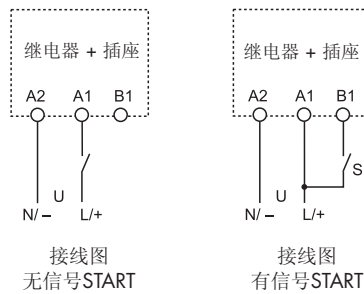 继电器 + 插座
A2 A1 B1
U
N/– L/+
接线图
无信号START
继电器 + 插座
A2 A1 B1
S
U
N/– L/+
接线图
有信号START